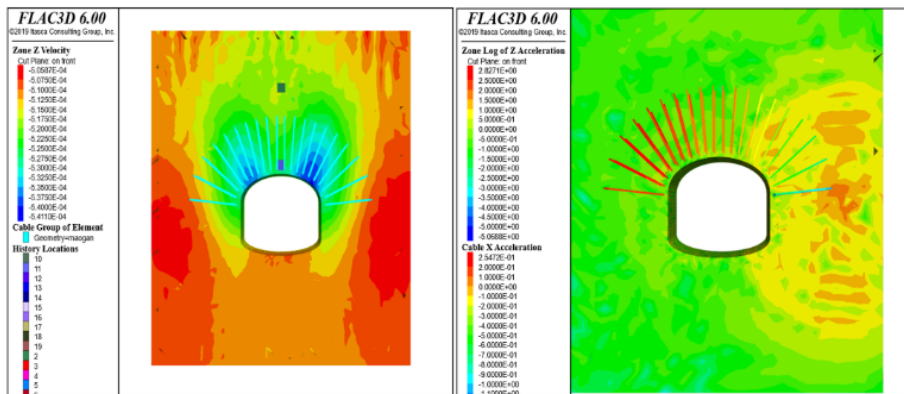 FLAC3D 6.00
©2019 Itasca Consulting Group, Inc.
Zone Z Velocity
Cut Plane: on front
-5.0587E-04
-5.0750E-04
-5.1000E-04
-5.1250E-04
-5.1500E-04
-5.1750E-04
-5.2000E-04
-5.2250E-04
-5.2500E-04
-5.2750E-04
-5.3000E-04
-5.3250E-04
-5.3500E-04
-5.3750E-04
-5.4000E-04
-5.4110E-04
Cable Group of Element
Geometry=maogan
History Locations
10
11
12
13
14
15
16
17
18
19
2
3
4
5
FLAC3D 6.00
©2019 Itasca Consulting Group, Inc.
Zone Log of Z Acceleration
Cut Plane: on front
2.8271E+00
2.5000E+00
2.0000E+00
1.5000E+00
1.0000E+00
5.0000E-01
0.0000E+00
-5.0000E-01
-1.0000E+00
-1.5000E+00
-2.0000E+00
-2.5000E+00
-3.0000E+00
-3.5000E+00
-4.0000E+00
-4.5000E+00
-5.0000E+00
-5.0688E+00
Cable X Acceleration
2.5472E-01
2.0000E-01
1.0000E-01
0.0000E+00
-1.0000E-01
-2.0000E-01
-3.0000E-01
-4.0000E-01
-5.0000E-01
-6.0000E-01
-7.0000E-01
-8.0000E-01
-9.0000E-01
-1.0000E+00